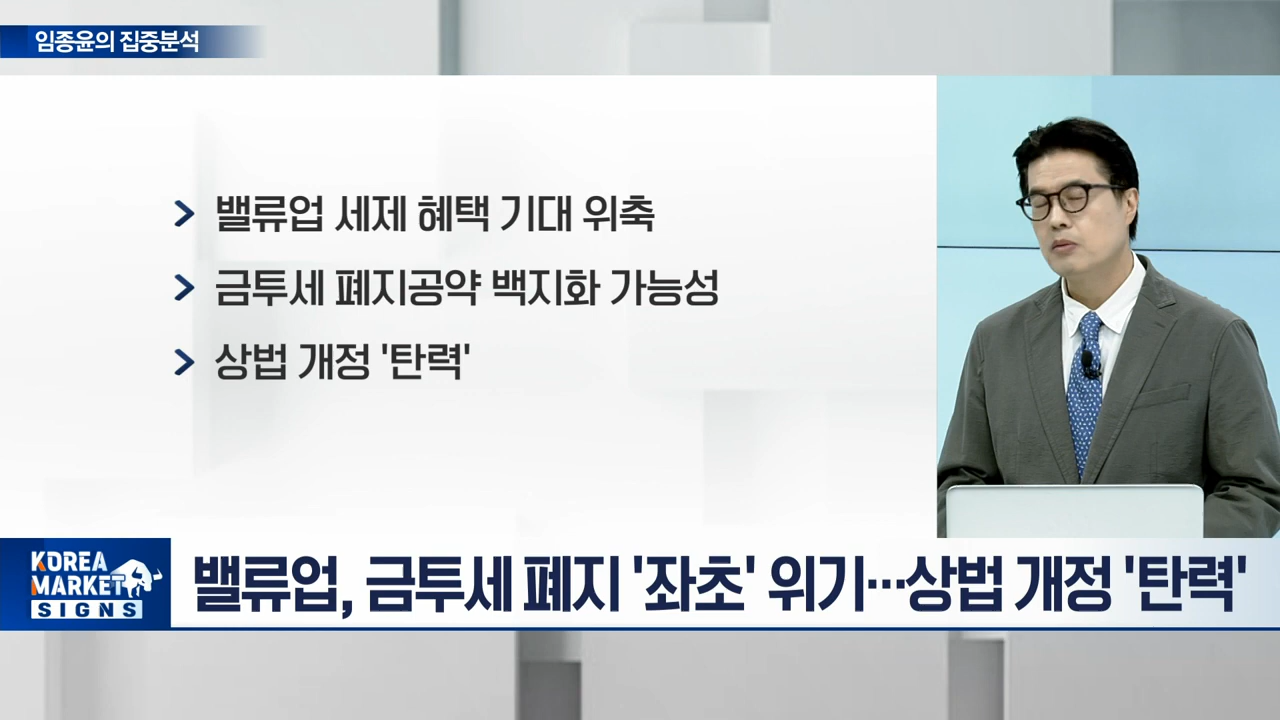 임종윤의 집중분석
밸류업 세제 혜택 기대 위축
금투세 폐지공약 백지화 가능성
상법 개정 '탄력'
KOREA
MARKET
SIGNS
밸류업, 금투세 폐지 '좌초' 위기…상법 개정 '탄력'